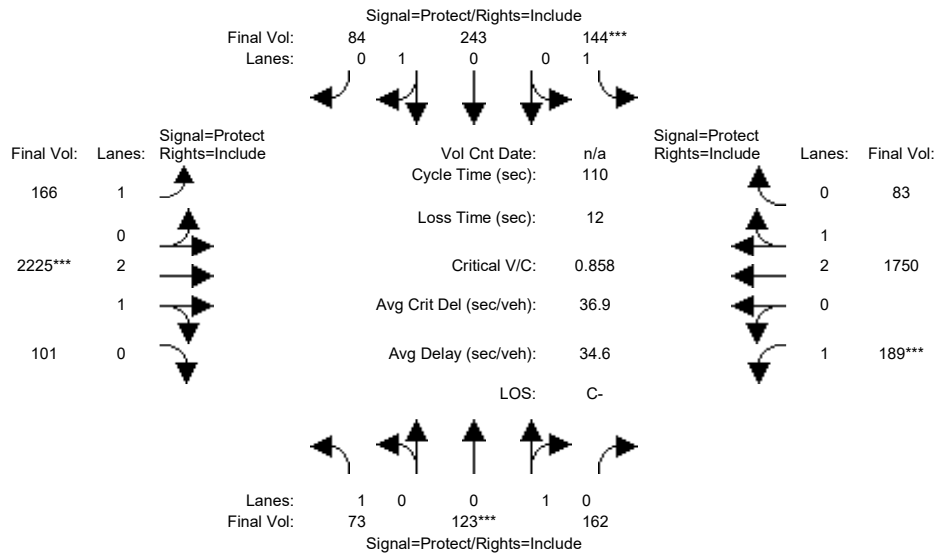 Signal=Protect/Rights=Include
Final Vol: 84 243 144***
Lanes: 0 1 0 0 1
Signal=Protect
Final Vol: Lanes: Rights=Include
Vol Cnt Date: n/a
Signal=Protect
Rights=Include Lanes: Final Vol:
Cycle Time (sec): 110
166 1
0 83
Loss Time (sec): 12
0
1
2225*** 2
Critical V/C: 0.858
2 1750
1
Avg Crit Del (sec/veh): 36.9
0
101 0
Avg Delay (sec/veh): 34.6
1 189***
LOS: C-
Lanes: 1 0 0 1 0
Final Vol: 73 123*** 162
Signal=Protect/Rights=Include